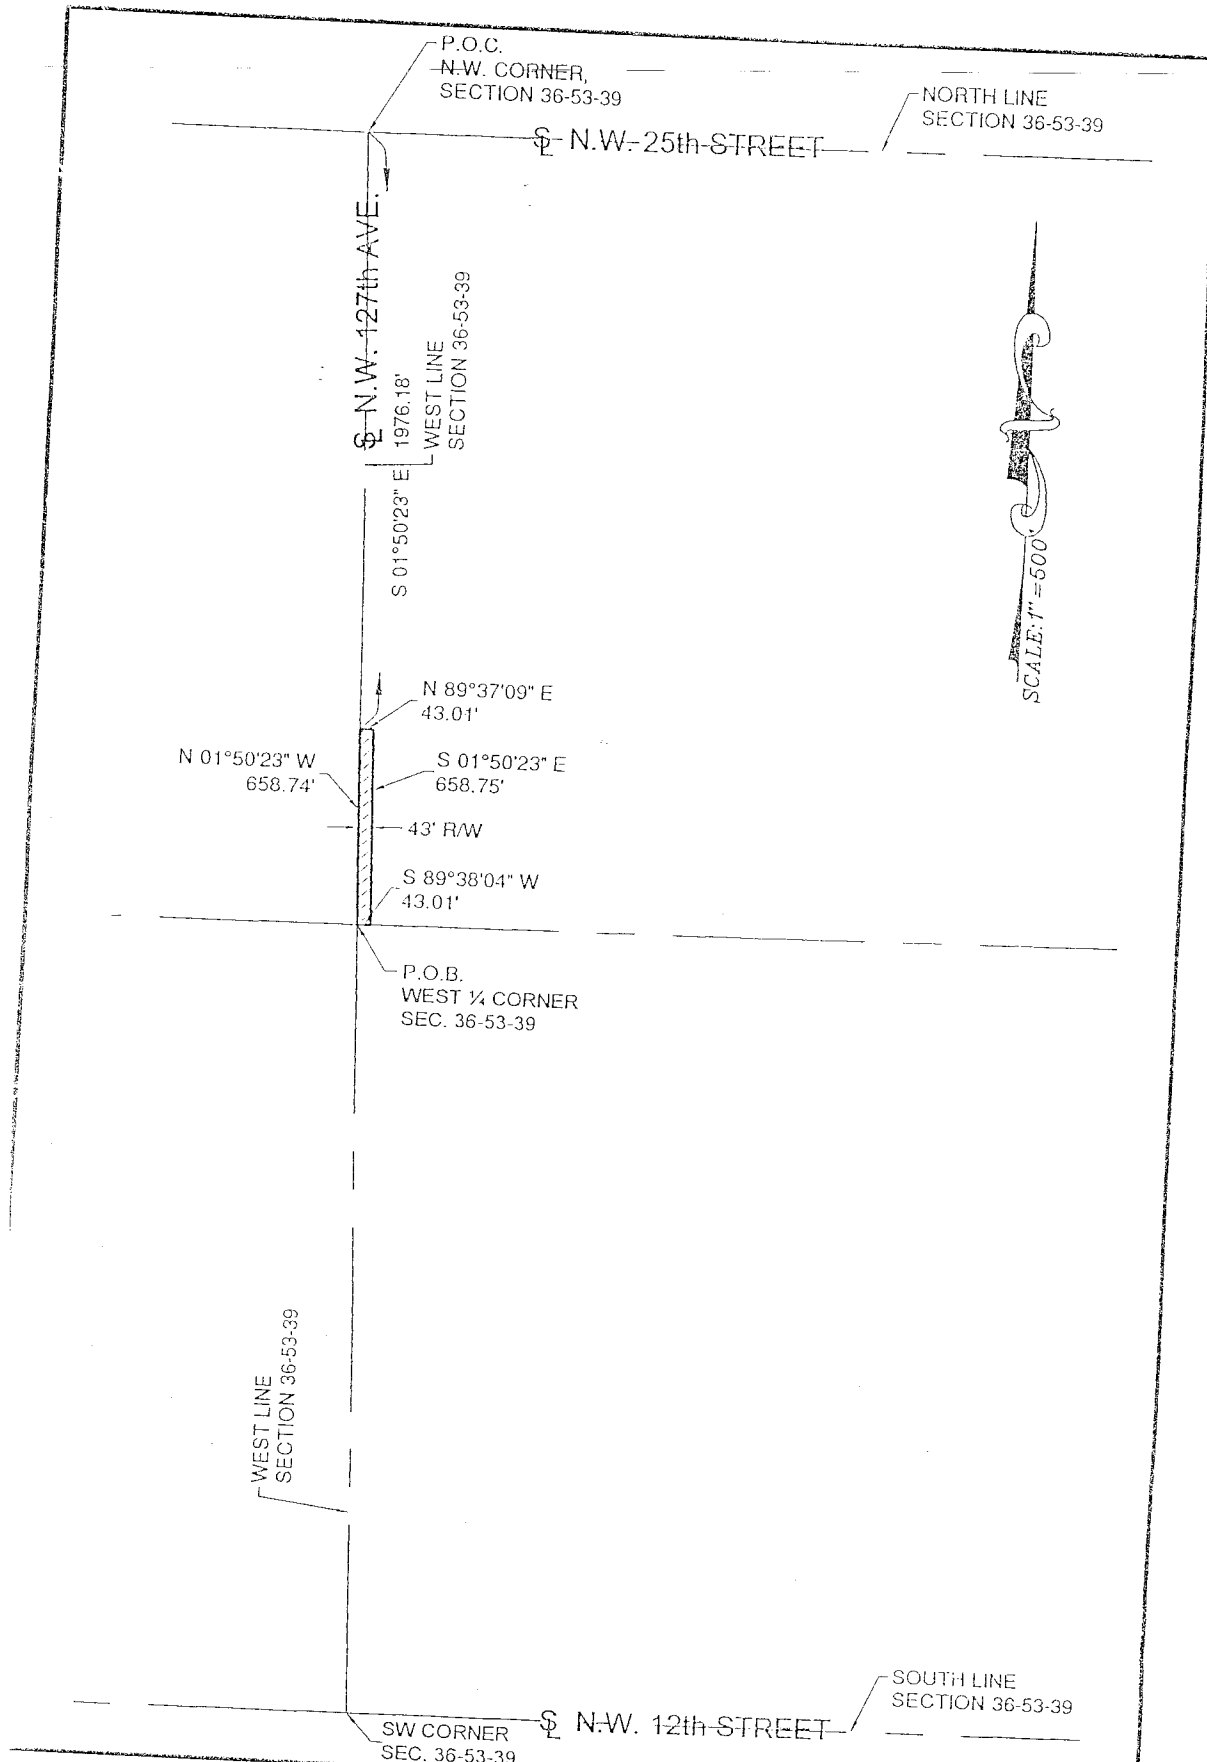 P.O.C.
N.W. CORNER,
SECTION 36-53-39
NORTH LINE
SECTION 36-53-39
℄ N.W. 25th STREET
℄ N.W. 127th AVE.
S 01°50'23" E 1976.18'
WEST LINE
SECTION 36-53-39
SCALE: 1"=500'
N 89°37'09" E
43.01'
N 01°50'23" W
658.74'
S 01°50'23" E
658.75'
43' R/W
S 89°38'04" W
43.01'
P.O.B.
WEST ¼ CORNER
SEC. 36-53-39
WEST LINE
SECTION 36-53-39
SOUTH LINE
SECTION 36-53-39
℄ N.W. 12th STREET
SW CORNER
SEC. 36-53-39